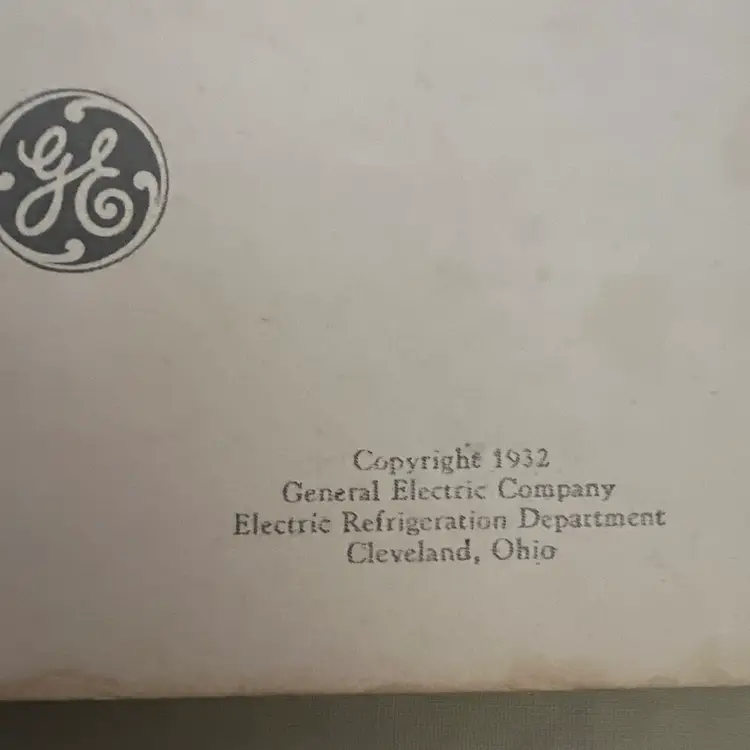 GE
Copyright 1932
General Electric Company
Electric Refrigeration Department
Cleveland, Ohio